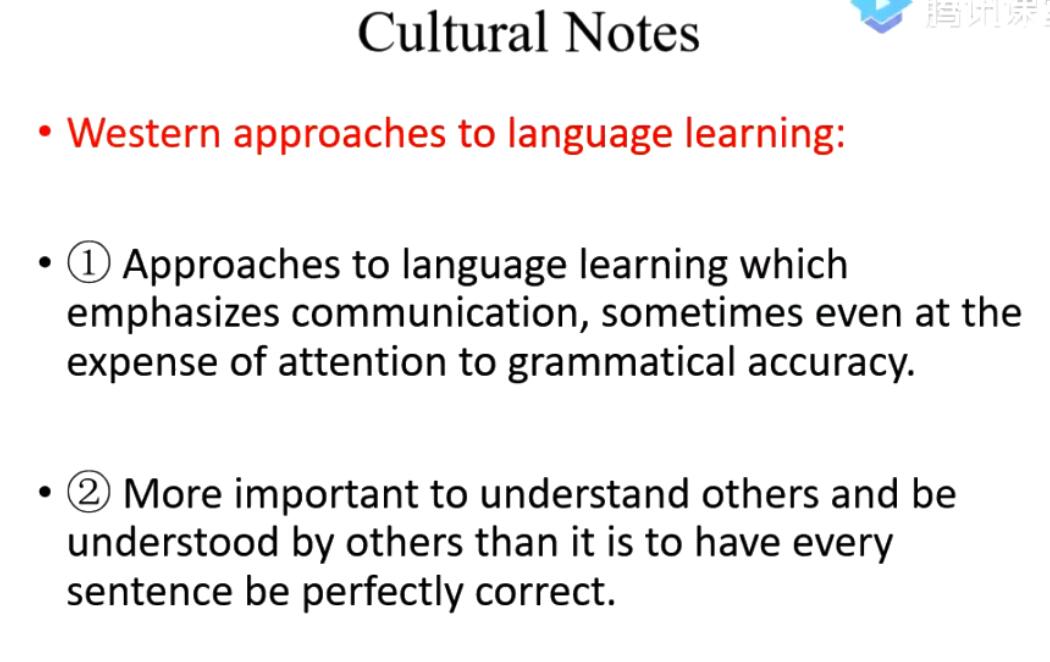 腾讯课堂
Cultural Notes
• Western approaches to language learning:
• ① Approaches to language learning which
emphasizes communication, sometimes even at the
expense of attention to grammatical accuracy.
• ② More important to understand others and be
understood by others than it is to have every
sentence be perfectly correct.